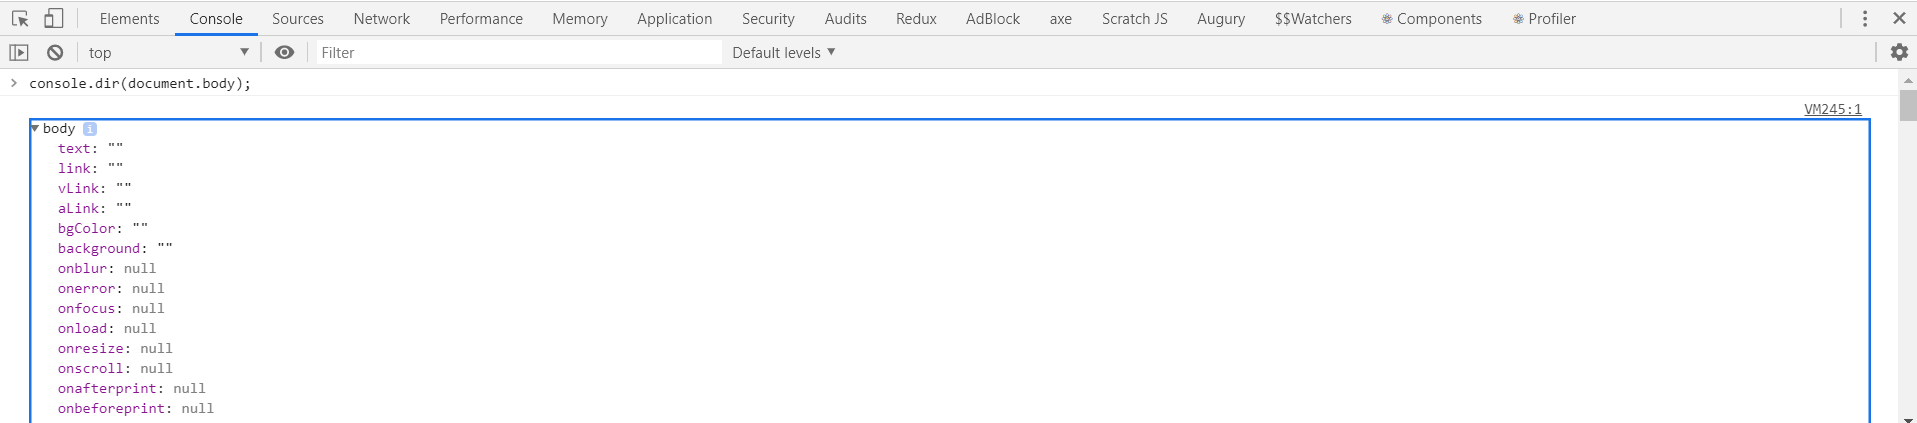 Elements Console Sources Network Performance Memory Application Security Audits Redux AdBlock axe Scratch JS Augury $$Watchers Components Profiler
top Filter Default levels
console.dir(document.body);
VM245:1
body i
text: ""
link: ""
vLink: ""
aLink: ""
bgColor: ""
background: ""
onblur: null
onerror: null
onfocus: null
onload: null
onresize: null
onscroll: null
onafterprint: null
onbeforeprint: null